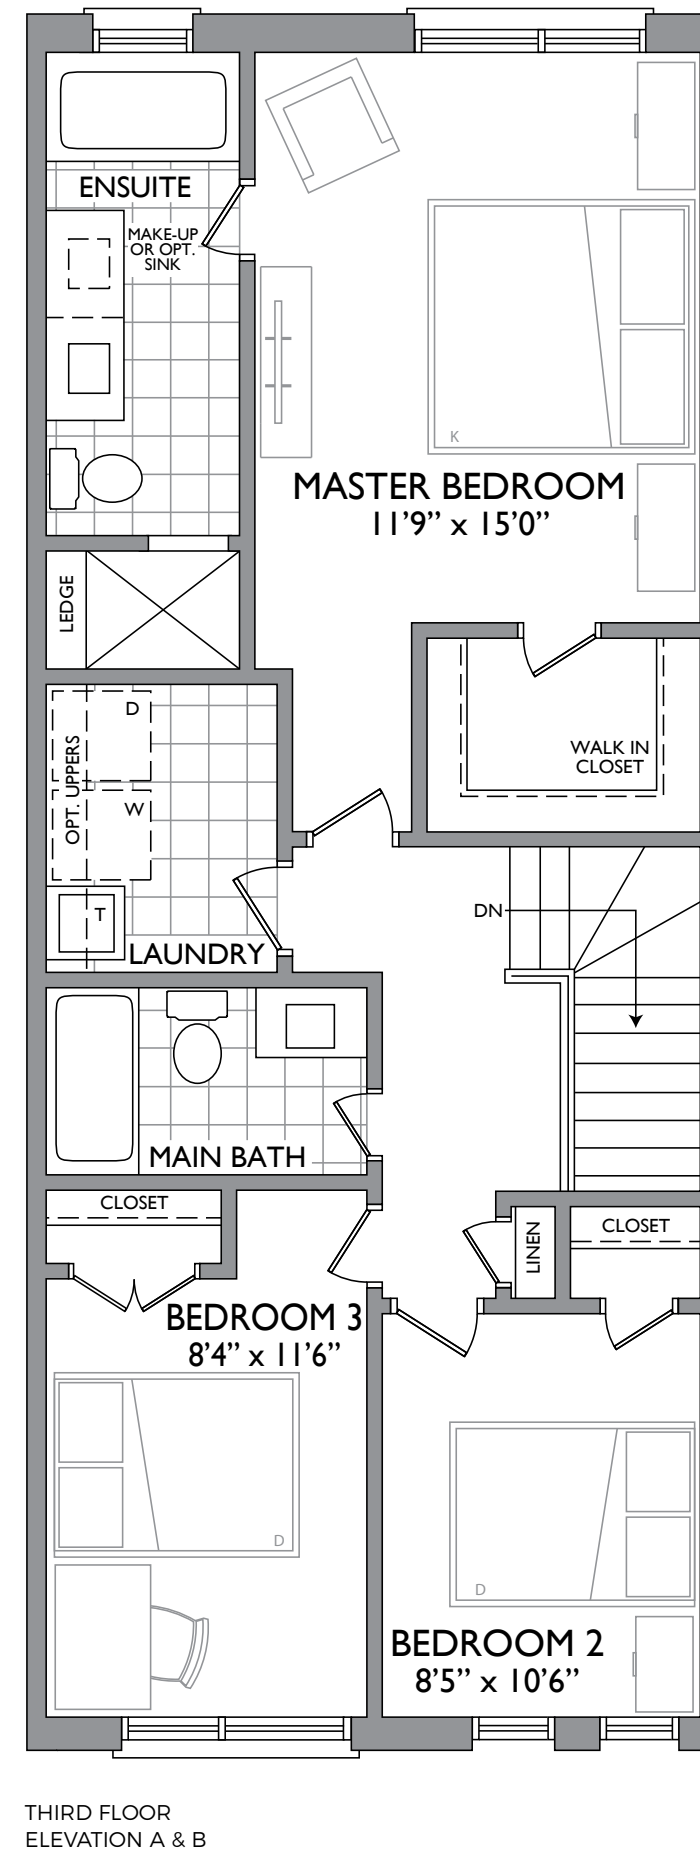 ENSUITE
MAKE-UP
OR OPT.
SINK
K
MASTER BEDROOM
11’9” x 15’0”
LEDGE
D
OPT. UPPERS
W
T
LAUNDRY
WALK IN
CLOSET
DN
MAIN BATH
CLOSET
LINEN
CLOSET
BEDROOM 3
8’4” x 11’6”
D
D
BEDROOM 2
8’5” x 10’6”
THIRD FLOOR
ELEVATION A & B